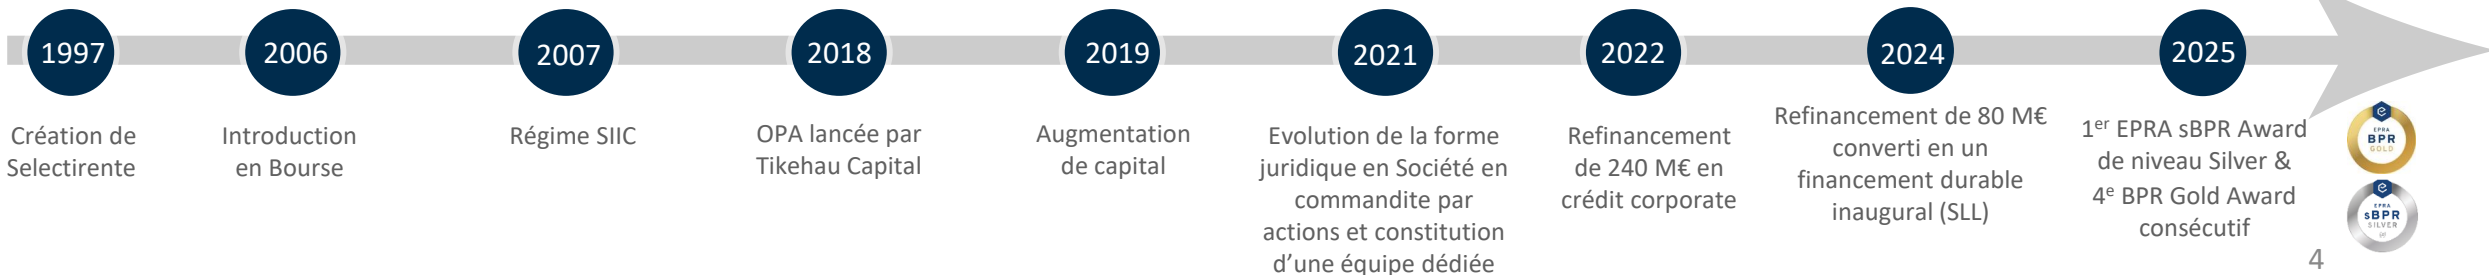 1997
Création de
Selectirente
2006
Introduction
en Bourse
2007
Régime SIIC
2018
OPA lancée par
Tikehau Capital
2019
Augmentation
de capital
2021
Evolution de la forme
juridique en Société en
commandite par
actions et constitution
d'une équipe dédiée
2022
Refinancement
de 240 M€ en
crédit corporate
2024
Refinancement de 80 M€
converti en un
financement durable
inaugural (SLL)
2025
1er EPRA sBPR Award
de niveau Silver &
4e BPR Gold Award
consécutif
EPRA
BPR
GOLD
EPRA
sBPR
SILVER
4